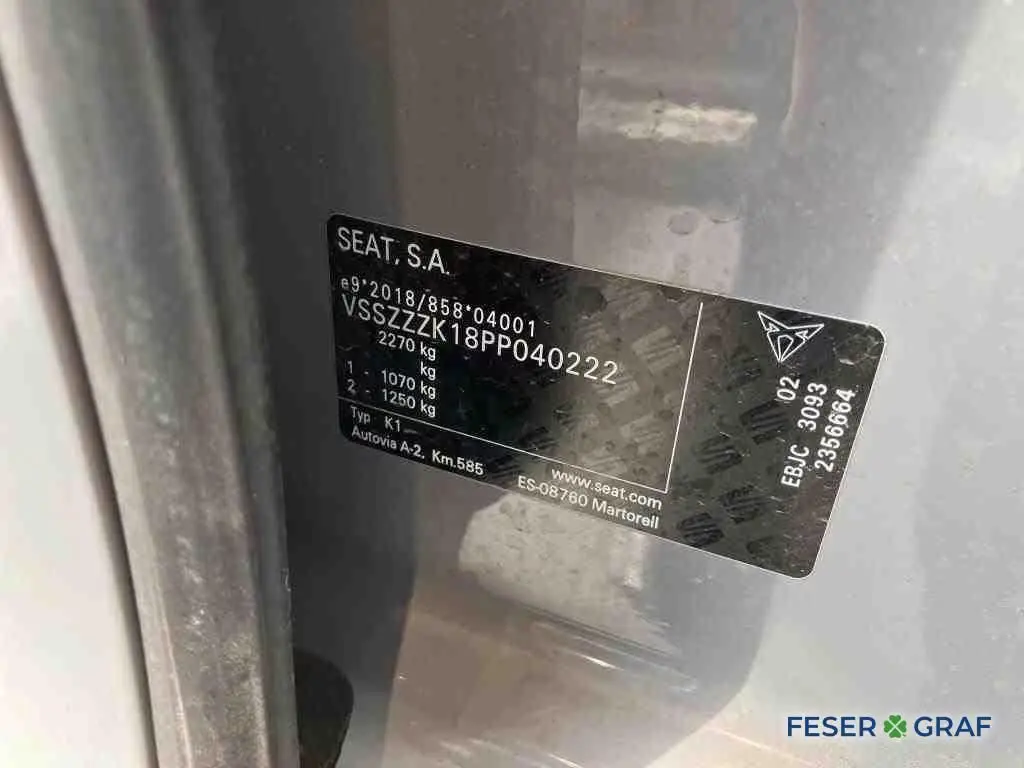 SEAT, S.A.
e9*2018/858*04001
VSSZZZK18PP040222
2270 kg
kg
1 - 1070 kg
2 - 1250 kg
Typ K1
Autovia A-2, Km.585
www.seat.com
ES-08760 Martorell
02
EBJC 3093
2356664
FESER GRAF